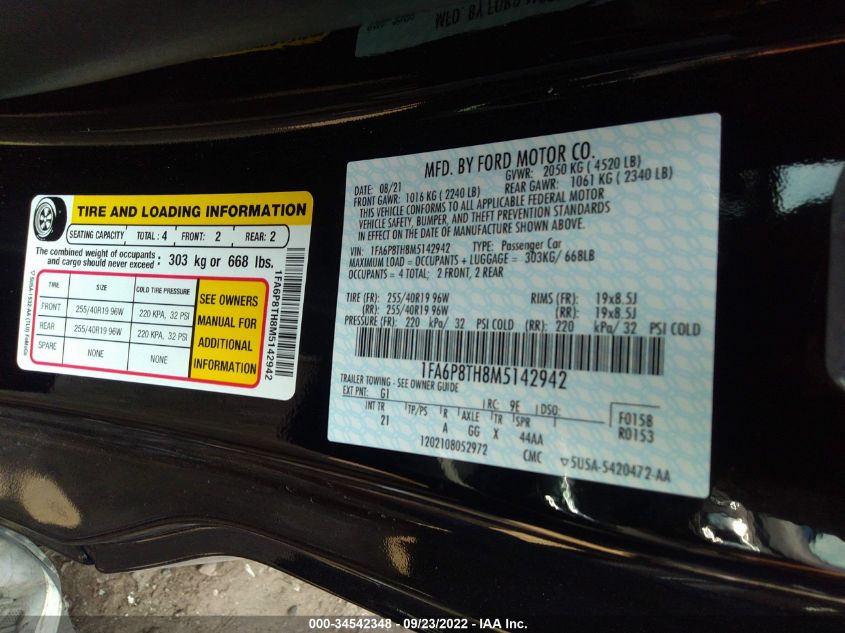 MFD. BY FORD MOTOR CO.
DATE: 08/21 GVWR: 2050 KG ( 4520 LB)
FRONT GAWR: 1016 KG ( 2240 LB) REAR GAWR: 1061 KG ( 2340 LB)
THIS VEHICLE CONFORMS TO ALL APPLICABLE FEDERAL MOTOR
VEHICLE SAFETY, BUMPER, AND THEFT PREVENTION STANDARDS
IN EFFECT ON THE DATE OF MANUFACTURE SHOWN ABOVE.
VIN: 1FA6P8TH8M5142942 TYPE: Passenger Car
MAXIMUM LOAD = OCCUPANTS + LUGGAGE = 303KG/ 668LB
OCCUPANTS = 4 TOTAL; 2 FRONT, 2 REAR
TIRE (FR): 255/40R19 96W RIMS (FR): 19x8.5J
(RR): 255/40R19 96W (RR): 19x8.5J
PRESSURE (FR): 220 kPa/ 32 PSI COLD (RR): 220 kPa/ 32 PSI COLD
1FA6P8TH8M5142942
TRAILER TOWING - SEE OWNER GUIDE
EXT PNT: G1 RC: 9E DSO: F0158
INT TR TP/PS R AXLE TR SPR R0153
21 A GG X 44AA
1202108052972 CMC ▽5U5A-5420472-AA
TIRE AND LOADING INFORMATION
SEATING CAPACITY TOTAL : 4 FRONT: 2 REAR: 2
The combined weight of occupants
and cargo should never exceed : 303 kg or 668 lbs.
TIRE SIZE COLD TIRE PRESSURE
FRONT 255/40R19 96W 220 KPA, 32 PSI
REAR 255/40R19 96W 220 KPA, 32 PSI
SPARE NONE NONE
SEE OWNERS
MANUAL FOR
ADDITIONAL
INFORMATION
1FA6P8TH8M5142942
000-34542348 - 09/23/2022 - IAA Inc.